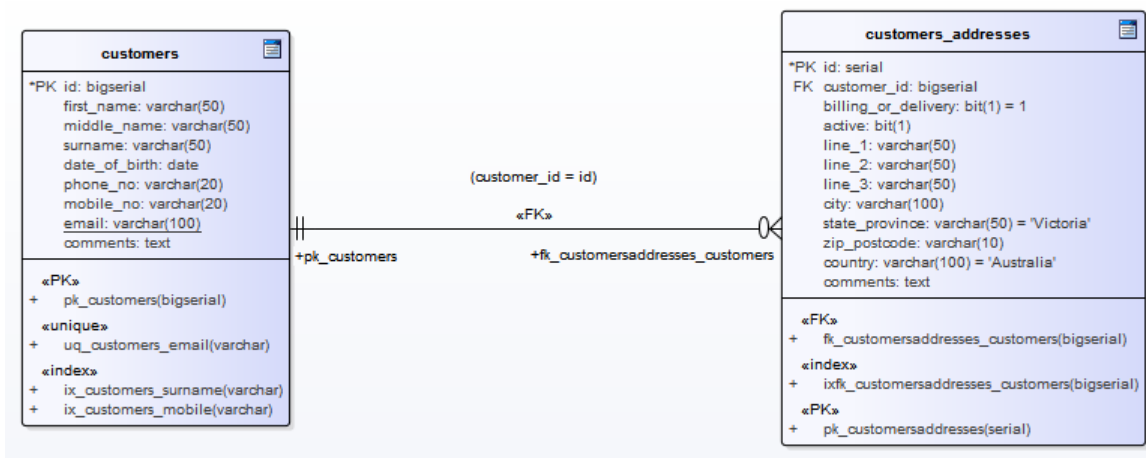 customers
*PK id: bigserial
first_name: varchar(50)
middle_name: varchar(50)
surname: varchar(50)
date_of_birth: date
phone_no: varchar(20)
mobile_no: varchar(20)
email: varchar(100)
comments: text
«PK»
+ pk_customers(bigserial)
«unique»
+ uq_customers_email(varchar)
«index»
+ ix_customers_surname(varchar)
+ ix_customers_mobile(varchar)
(customer_id = id)
«FK»
+pk_customers
+fk_customersaddresses_customers
customers_addresses
*PK id: serial
FK customer_id: bigserial
billing_or_delivery: bit(1) = 1
active: bit(1)
line_1: varchar(50)
line_2: varchar(50)
line_3: varchar(50)
city: varchar(100)
state_province: varchar(50) = 'Victoria'
zip_postcode: varchar(10)
country: varchar(100) = 'Australia'
comments: text
«FK»
+ fk_customersaddresses_customers(bigserial)
«index»
+ ixfk_customersaddresses_customers(bigserial)
«PK»
+ pk_customersaddresses(serial)